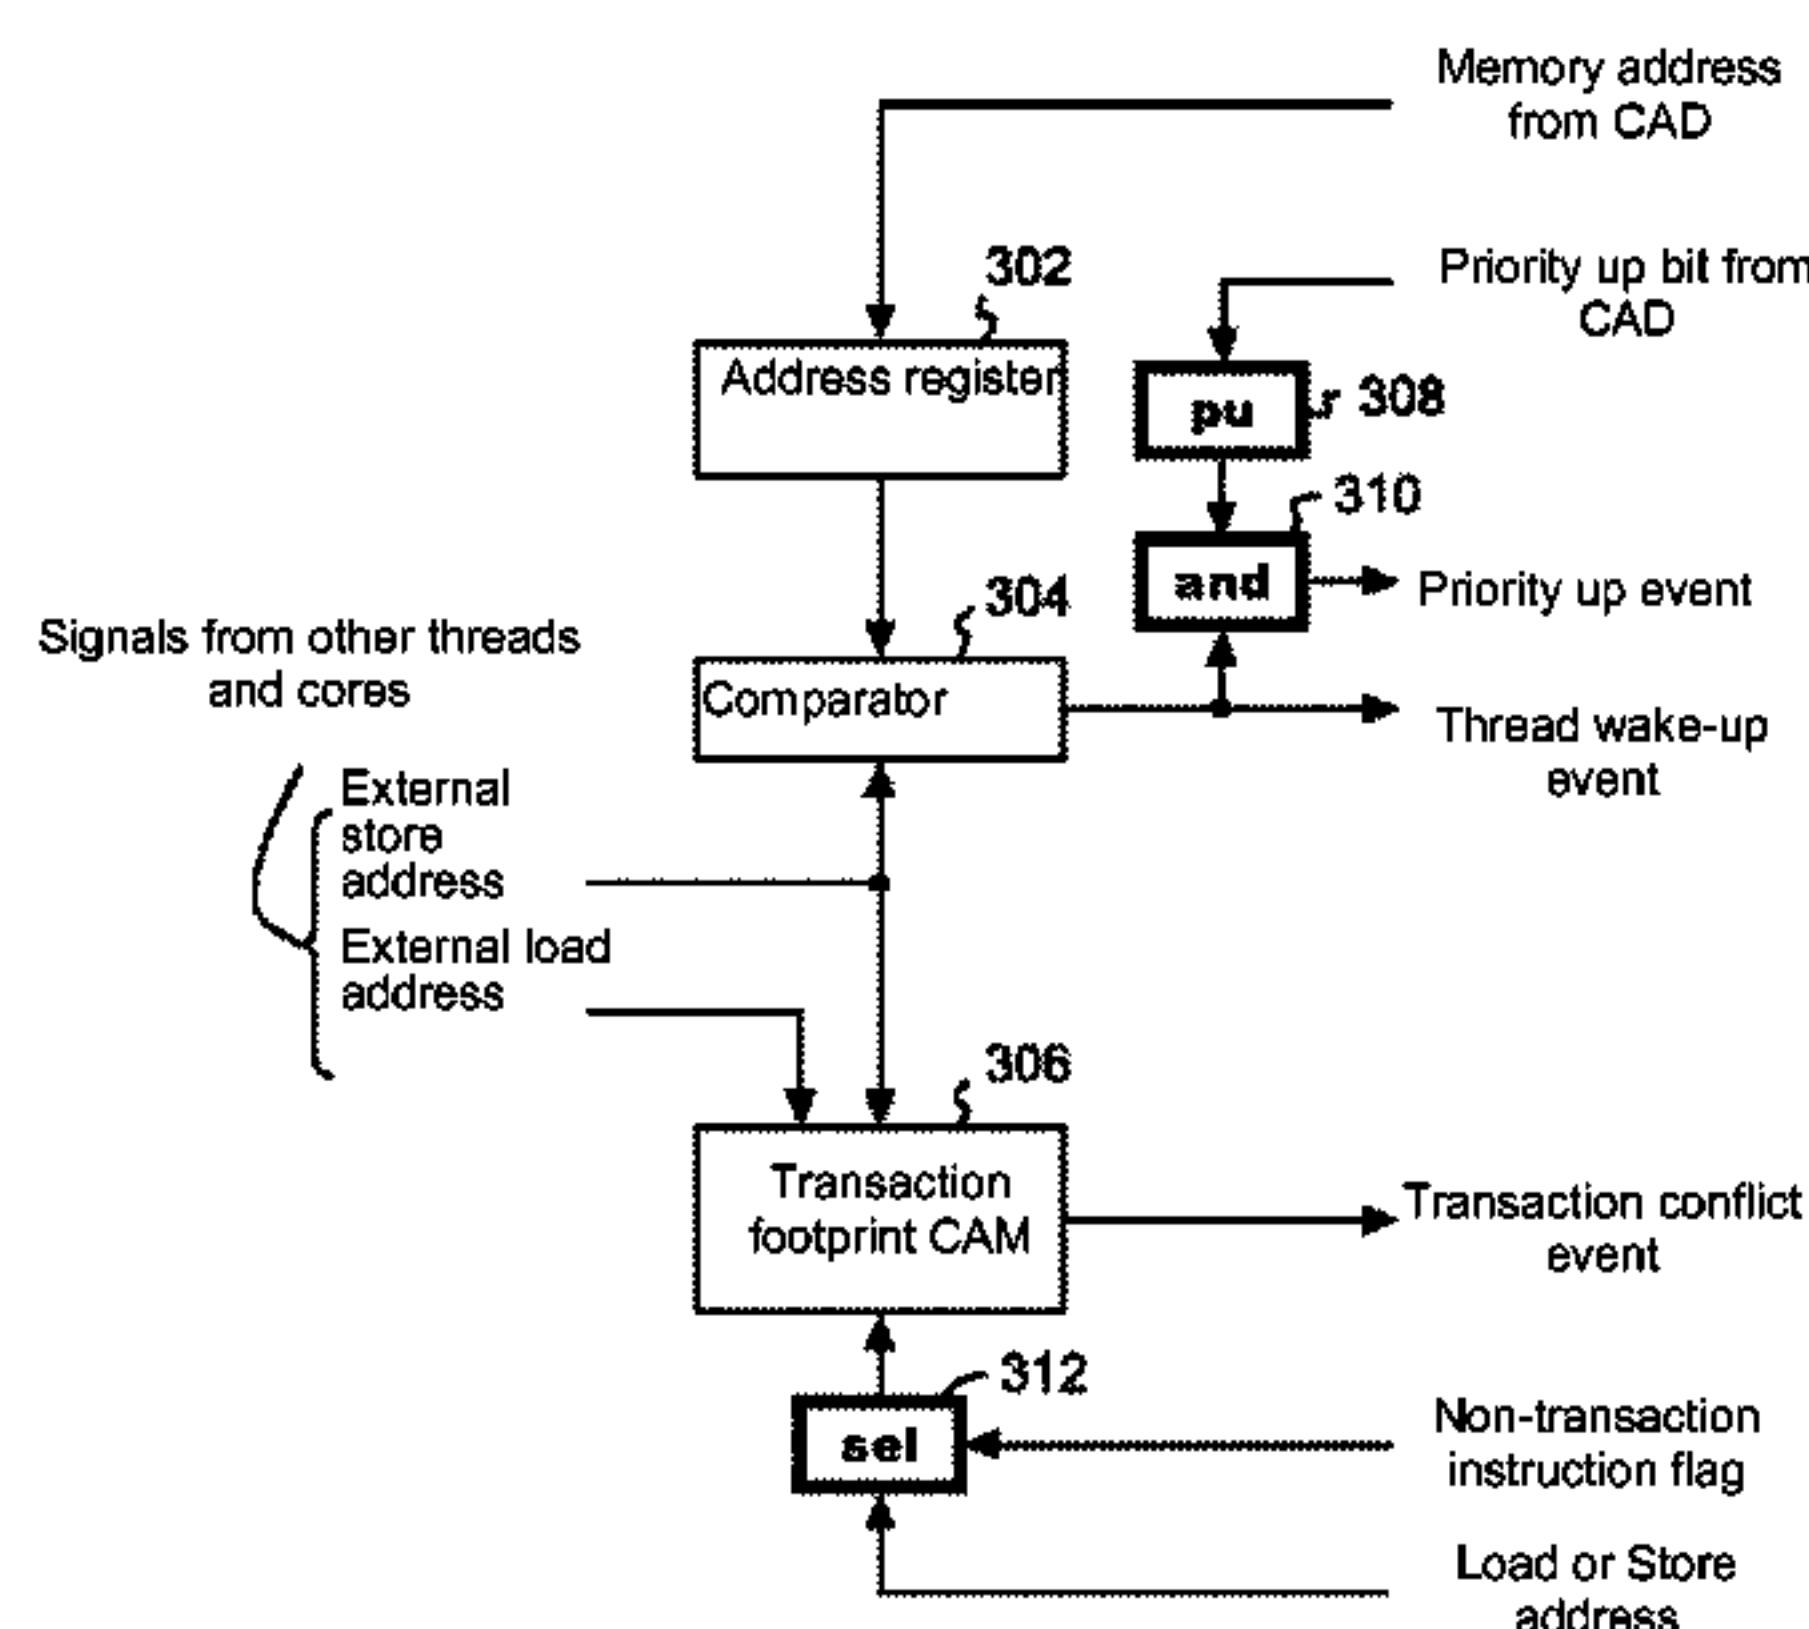 Memory address
from CAD
302
Priority up bit from
CAD
Address register
pu
308
310
and
Priority up event
304
Signals from other threads
and cores
Comparator
Thread wake-up
event
External
store
address
External load
address
306
Transaction
footprint CAM
Transaction conflict
event
312
sel
Non-transaction
instruction flag
Load or Store
address